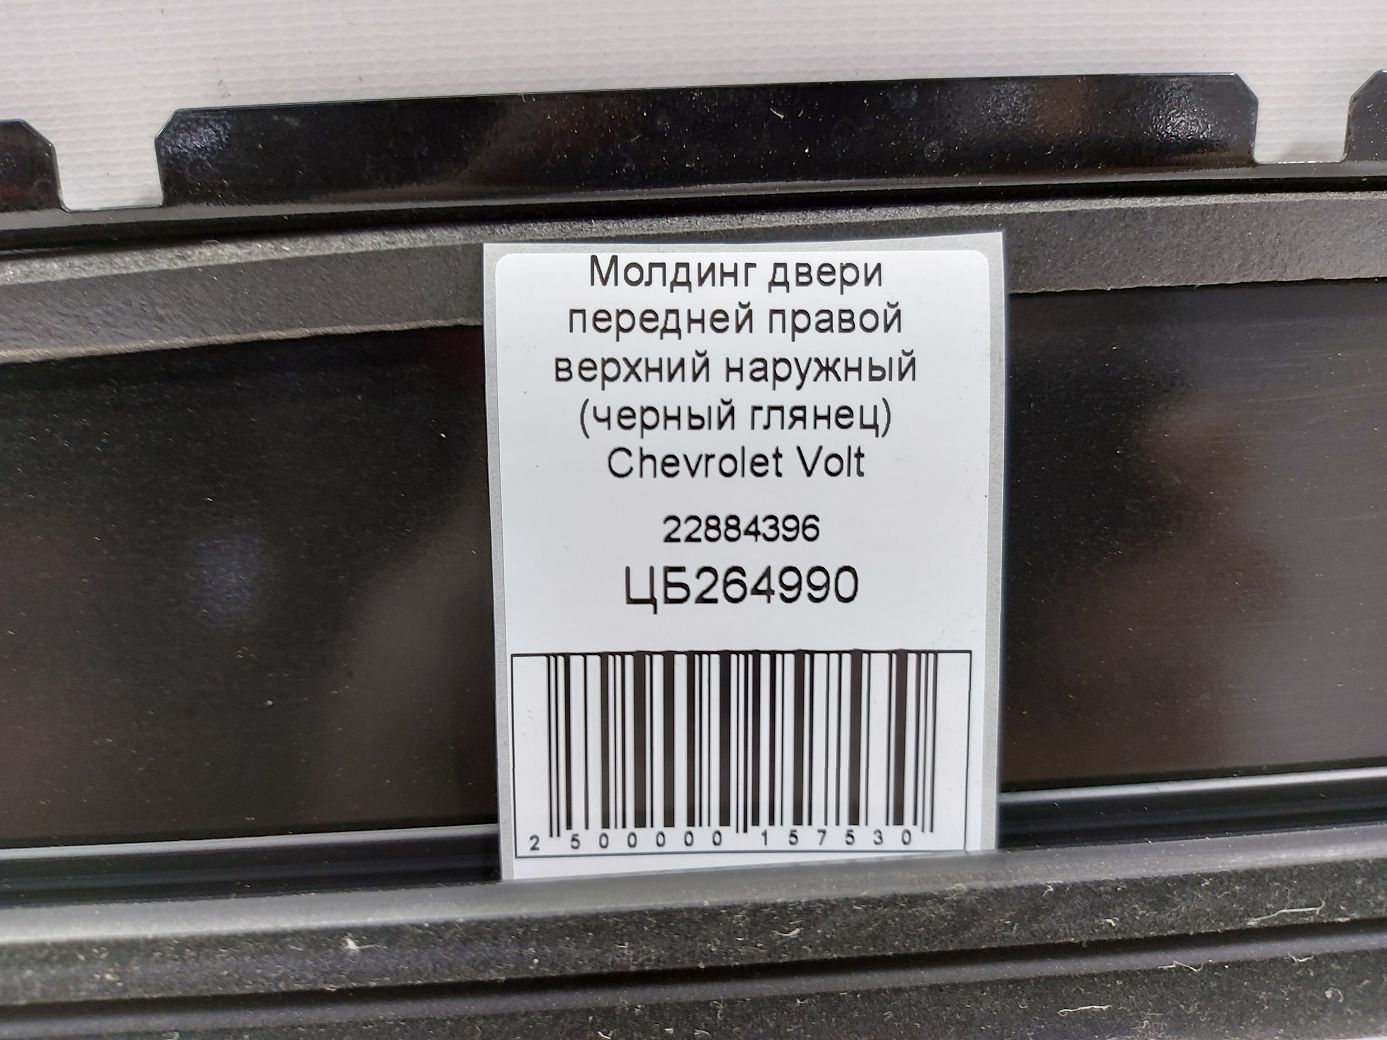 Молдинг двери
передней правой
верхний наружный
(черный глянец)
Chevrolet Volt
22884396
ЦБ264990
2 500000 157530